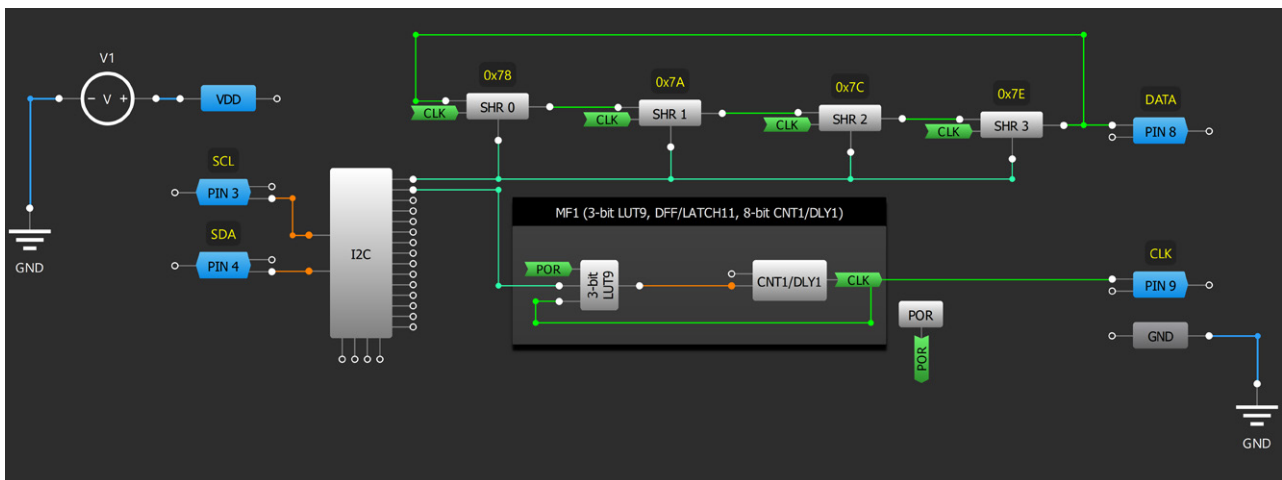 V1
− V +
VDD
GND
SCL
PIN 3
SDA
PIN 4
I2C
0x78
CLK
SHR 0
0x7A
CLK
SHR 1
0x7C
CLK
SHR 2
0x7E
CLK
SHR 3
DATA
PIN 8
MF1 (3-bit LUT9, DFF/LATCH11, 8-bit CNT1/DLY1)
POR
3-bit
LUT9
CNT1/DLY1
CLK
POR
POR
CLK
PIN 9
GND
GND